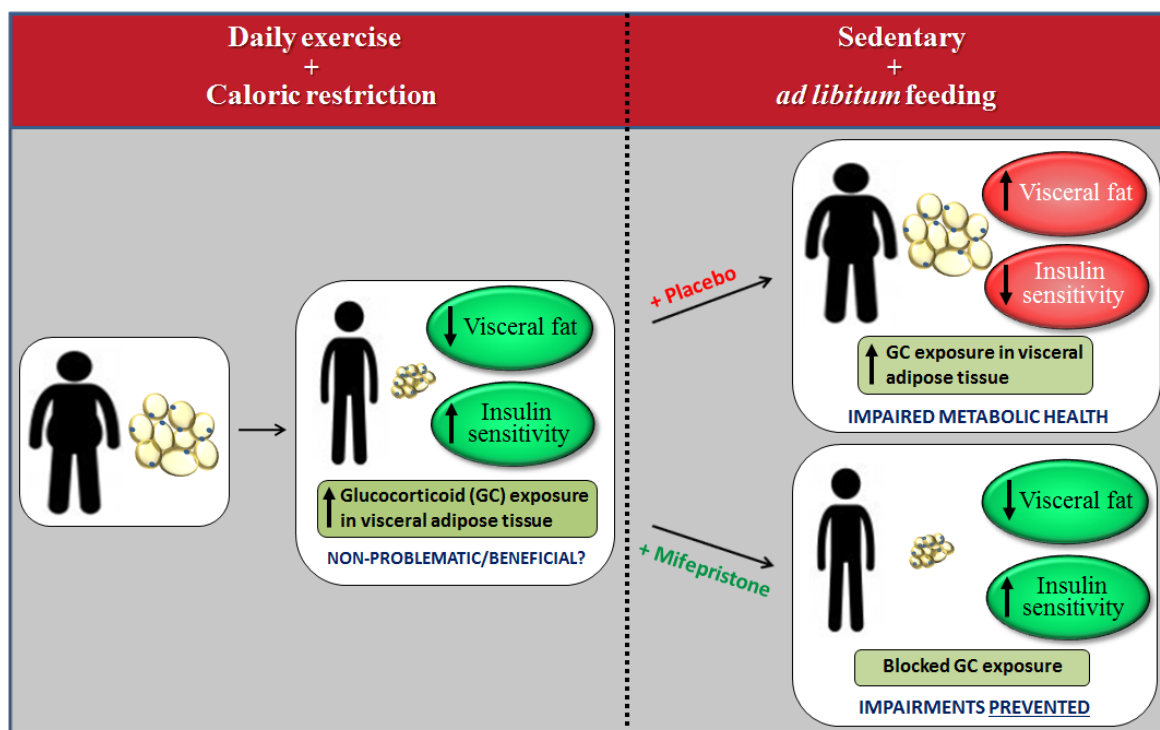 Daily exercise
+
Caloric restriction
Sedentary
+
ad libitum feeding
Visceral fat
Insulin
sensitivity
Glucocorticoid (GC) exposure
in visceral adipose tissue
NON-PROBLEMATIC/BENEFICIAL?
+ Placebo
Visceral fat
Insulin
sensitivity
GC exposure in visceral
adipose tissue
IMPAIRED METABOLIC HEALTH
+ Mifepristone
Visceral fat
Insulin
sensitivity
Blocked GC exposure
IMPAIRMENTS PREVENTED